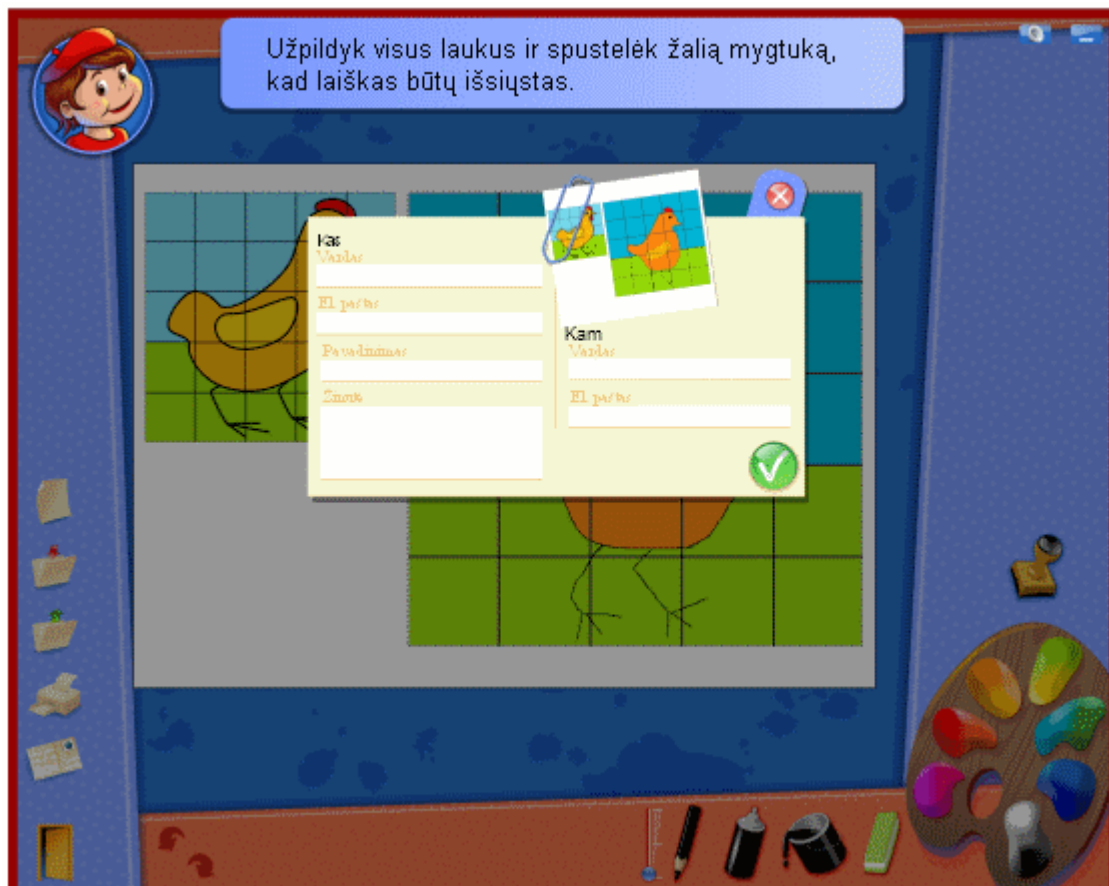 Užpildyk visus laukus ir spustelėk žalią mygtuką,
kad laiškas būtų išsiųstas.
Kas
Vardas
El. paštas
Pavadinimas
Žinutė
Kam
Vardas
El. paštas